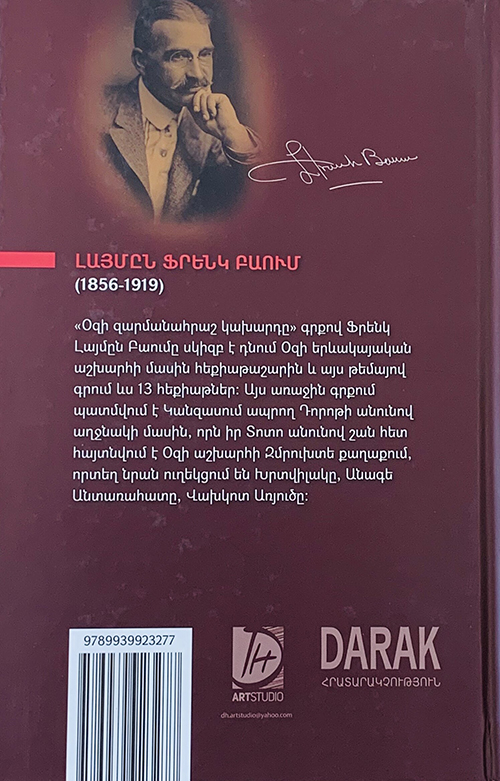 L Frank Baum
ԼԱՅՄԸՆ ՖՐԵՆԿ ԲԱՈՒՄ
(1856-1919)
«Օզի զարմանահրաշ կախարդը» գրքով Ֆրենկ
Լայմըն Բաումը սկիզբ է դնում Օզի երևակայական
աշխարհի մասին հեքիաթաշարին և այս թեմայով
գրում ևս 13 հեքիաթներ։ Այս առաջին գրքում
պատմվում է Կանզասում ապրող Դորոթի անունով
աղջնակի մասին, որն իր Տոտո անունով շան հետ
հայտնվում է Օզի աշխարհի Զմրուխտե քաղաքում,
որտեղ նրան ուղեկցում են Խրտվիլակը, Անագե
Անտառահատը, Վախկոտ Առյուծը։
9789939923277
DH
ARTSTUDIO
dh.artstudio@yahoo.com
DARAK
ՀՐԱՏԱՐԱԿՉՈՒԹՅՈՒՆ